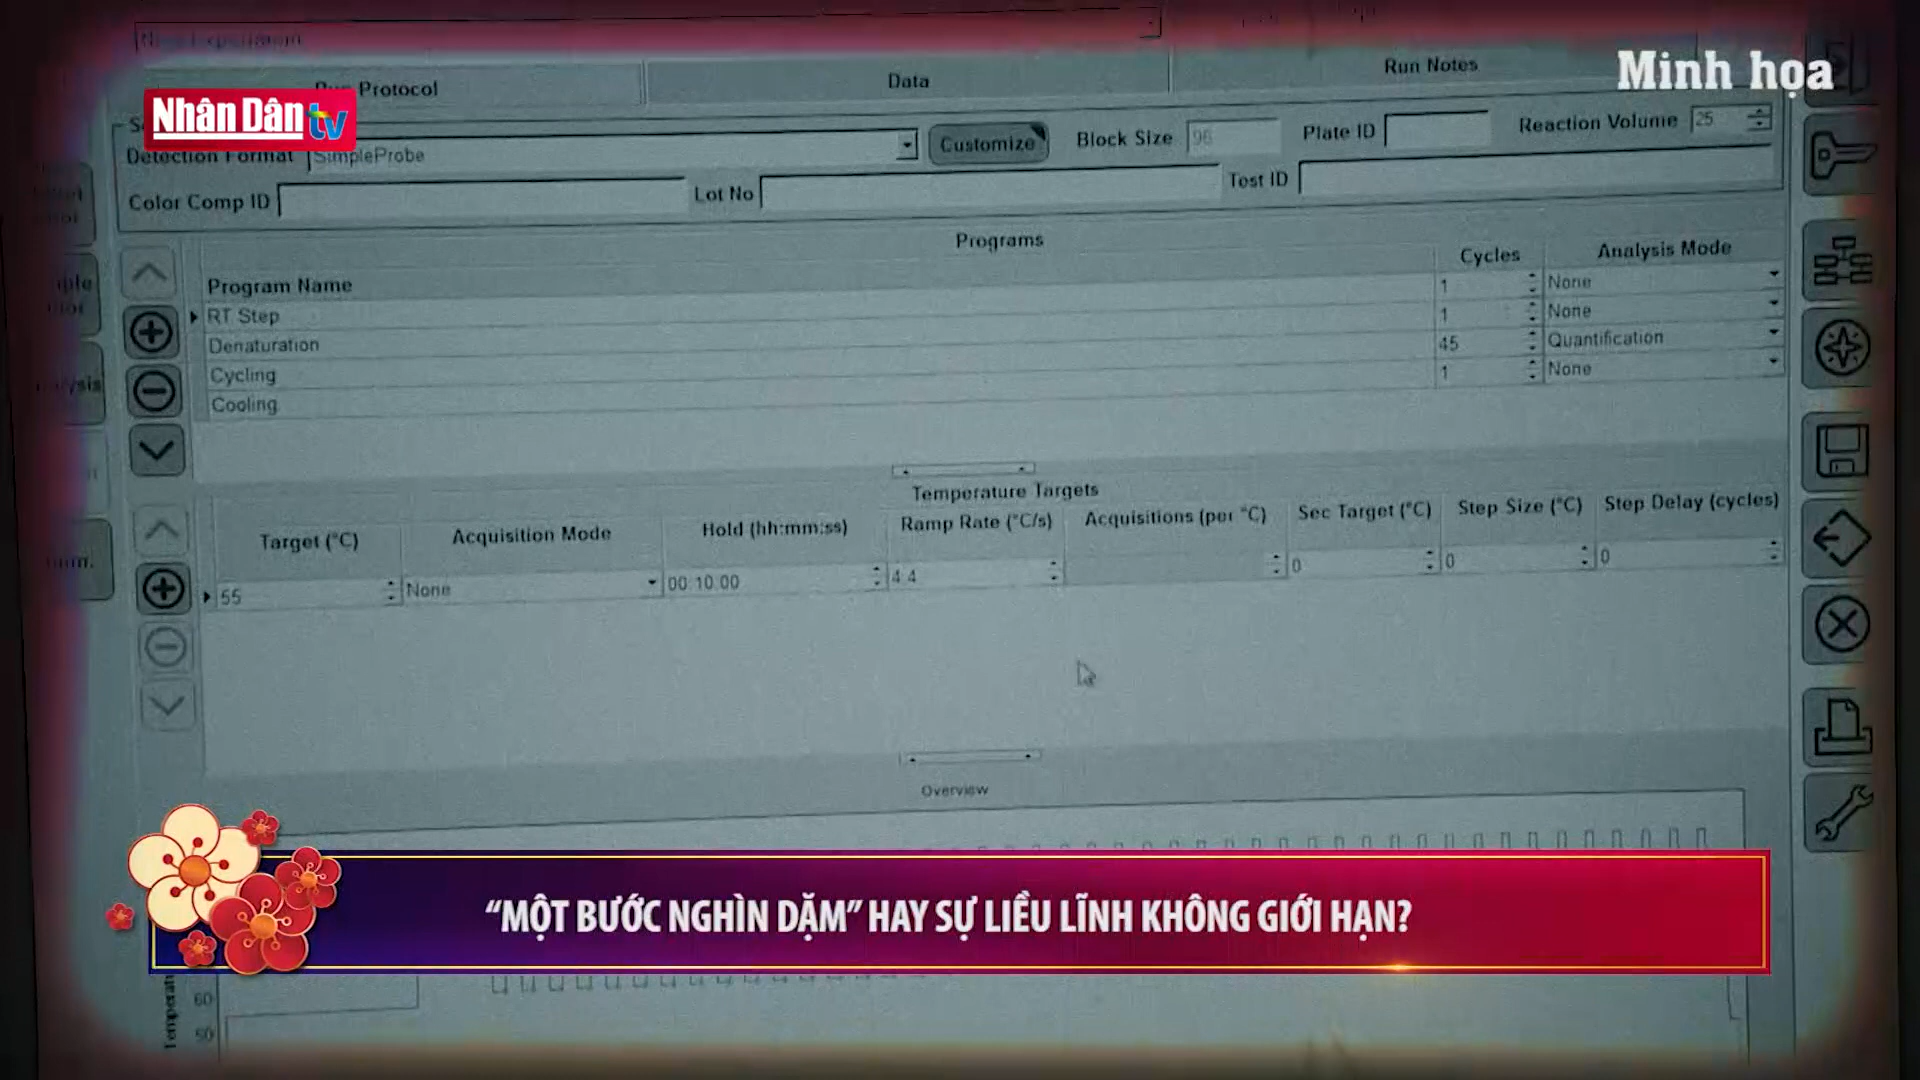 Minh họa
Nhân Dân tv
Run Protocol
Data
Run Notes
Detection Format
SimpleProbe
Customize
Block Size
96
Plate ID
Reaction Volume
25
Color Comp ID
Lot No
Test ID
Programs
Program Name
Cycles
Analysis Mode
RT Step
1
None
Denaturation
1
None
Cycling
45
Quantification
Cooling
1
None
Temperature Targets
Target (°C)
Acquisition Mode
Hold (hh:mm:ss)
Ramp Rate (°C/s)
Acquisitions (per °C)
Sec Target (°C)
Step Size (°C)
Step Delay (cycles)
55
None
00:10:00
4.4
0
0
0
Overview
“MỘT BƯỚC NGHÌN DẶM” HAY SỰ LIỀU LĨNH KHÔNG GIỚI HẠN?
60
50